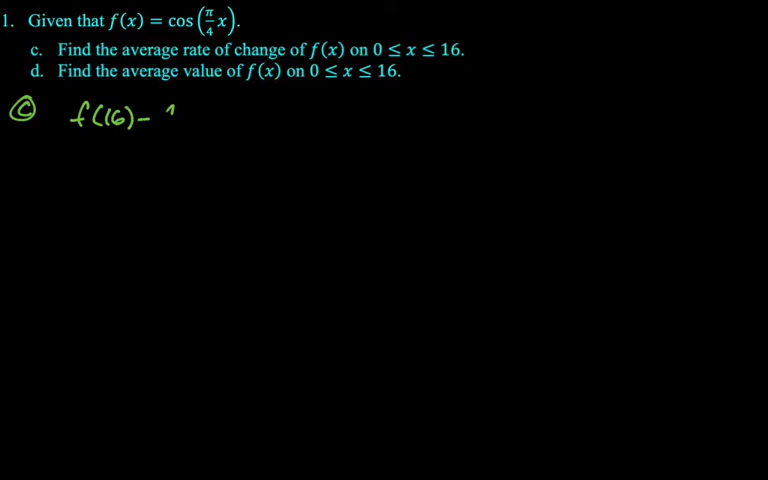 1. Given that f(x) = cos(π/4 x).
c. Find the average rate of change of f(x) on 0 ≤ x ≤ 16.
d. Find the average value of f(x) on 0 ≤ x ≤ 16.
© f(16) -